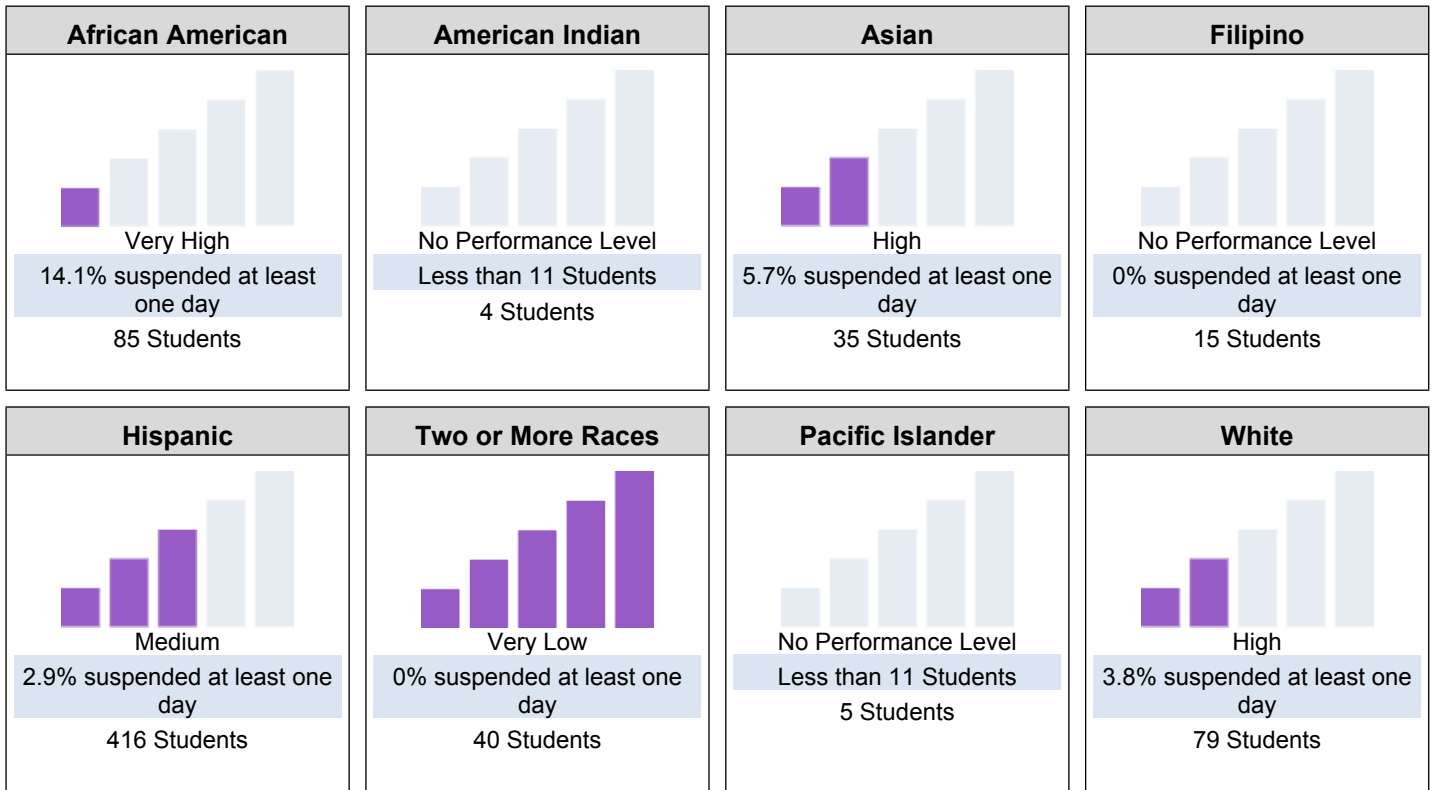 African American
Very High
14.1% suspended at least
one day
85 Students
American Indian
No Performance Level
Less than 11 Students
4 Students
Asian
High
5.7% suspended at least one
day
35 Students
Filipino
No Performance Level
0% suspended at least one
day
15 Students
Hispanic
Medium
2.9% suspended at least one
day
416 Students
Two or More Races
Very Low
0% suspended at least one
day
40 Students
Pacific Islander
No Performance Level
Less than 11 Students
5 Students
White
High
3.8% suspended at least one
day
79 Students